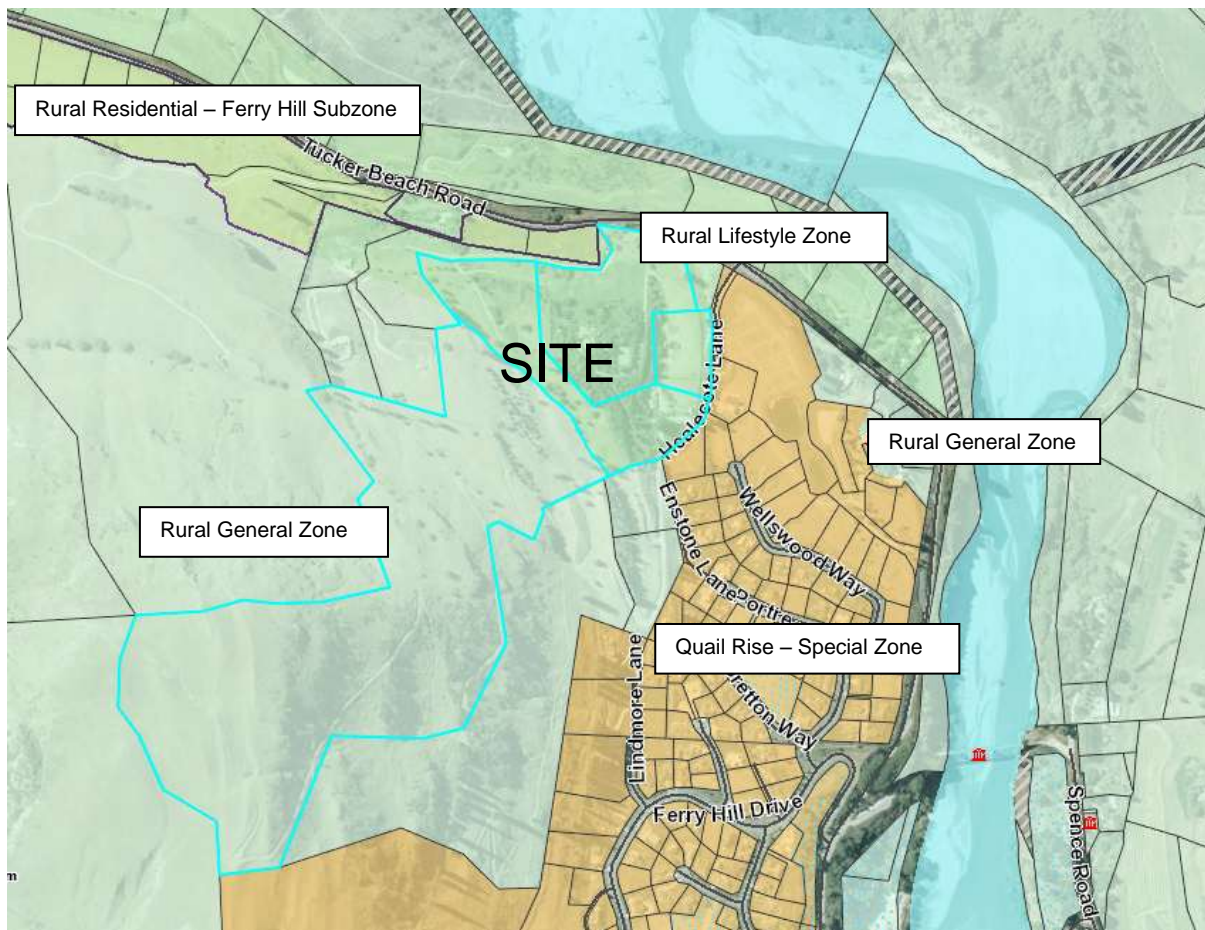 Rural Residential – Ferry Hill Subzone
Tucker Beach Road
Rural Lifestyle Zone
SITE
Healecote Lane
Rural General Zone
Rural General Zone
Enstone Lane
Wellswood Way
Quail Rise – Special Zone
Lindmore Lane
Way
Ferry Hill Drive
Spence Road
m